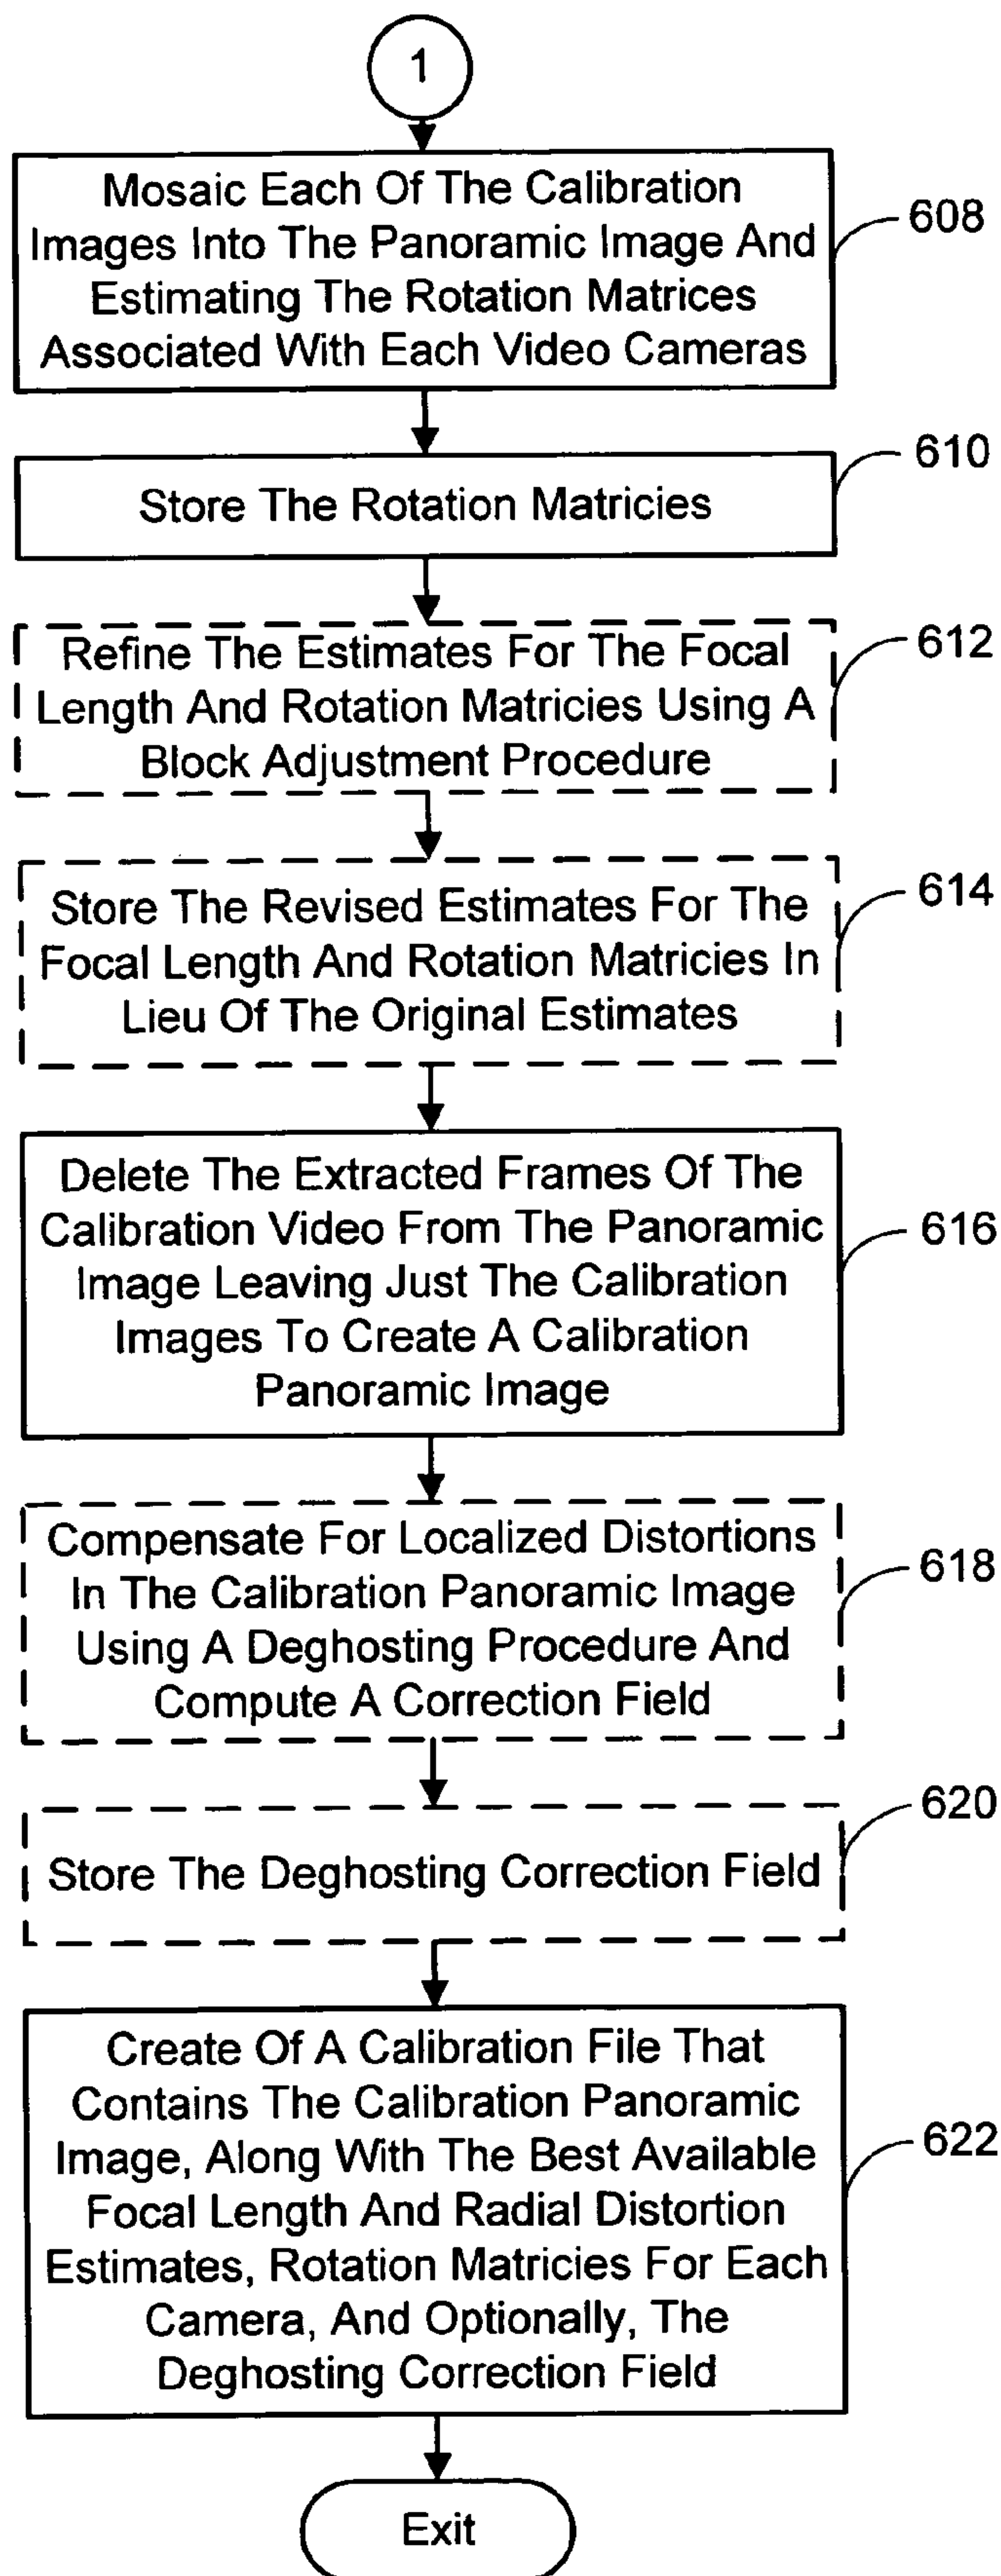 1
Mosaic Each Of The Calibration
Images Into The Panoramic Image And
Estimating The Rotation Matrices
Associated With Each Video Cameras
608
Store The Rotation Matricies
610
Refine The Estimates For The Focal
Length And Rotation Matricies Using A
Block Adjustment Procedure
612
Store The Revised Estimates For The
Focal Length And Rotation Matricies In
Lieu Of The Original Estimates
614
Delete The Extracted Frames Of The
Calibration Video From The Panoramic
Image Leaving Just The Calibration
Images To Create A Calibration
Panoramic Image
616
Compensate For Localized Distortions
In The Calibration Panoramic Image
Using A Deghosting Procedure And
Compute A Correction Field
618
Store The Deghosting Correction Field
620
Create Of A Calibration File That
Contains The Calibration Panoramic
Image, Along With The Best Available
Focal Length And Radial Distortion
Estimates, Rotation Matricies For Each
Camera, And Optionally, The
Deghosting Correction Field
622
Exit